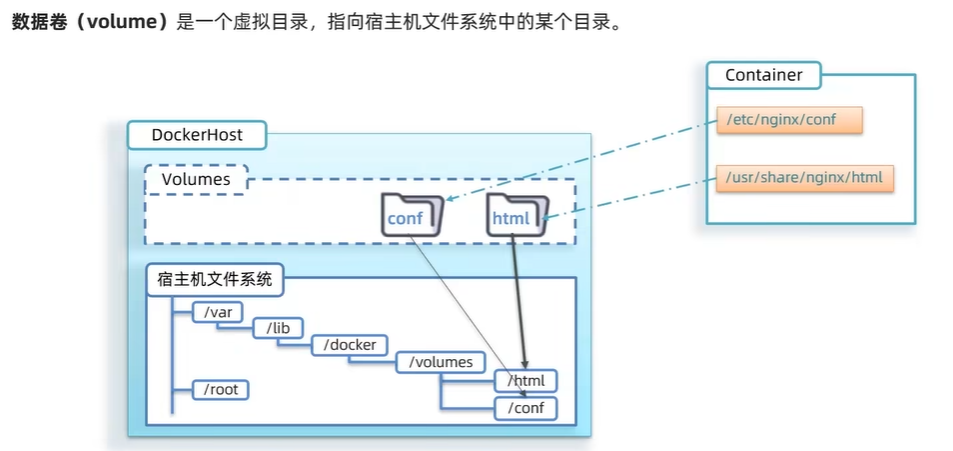 数据卷（volume）是一个虚拟目录，指向宿主机文件系统中的某个目录。
Container
/etc/nginx/conf
/usr/share/nginx/html
DockerHost
Volumes
conf
html
宿主机文件系统
/var
/lib
/docker
/volumes
/html
/root
/conf